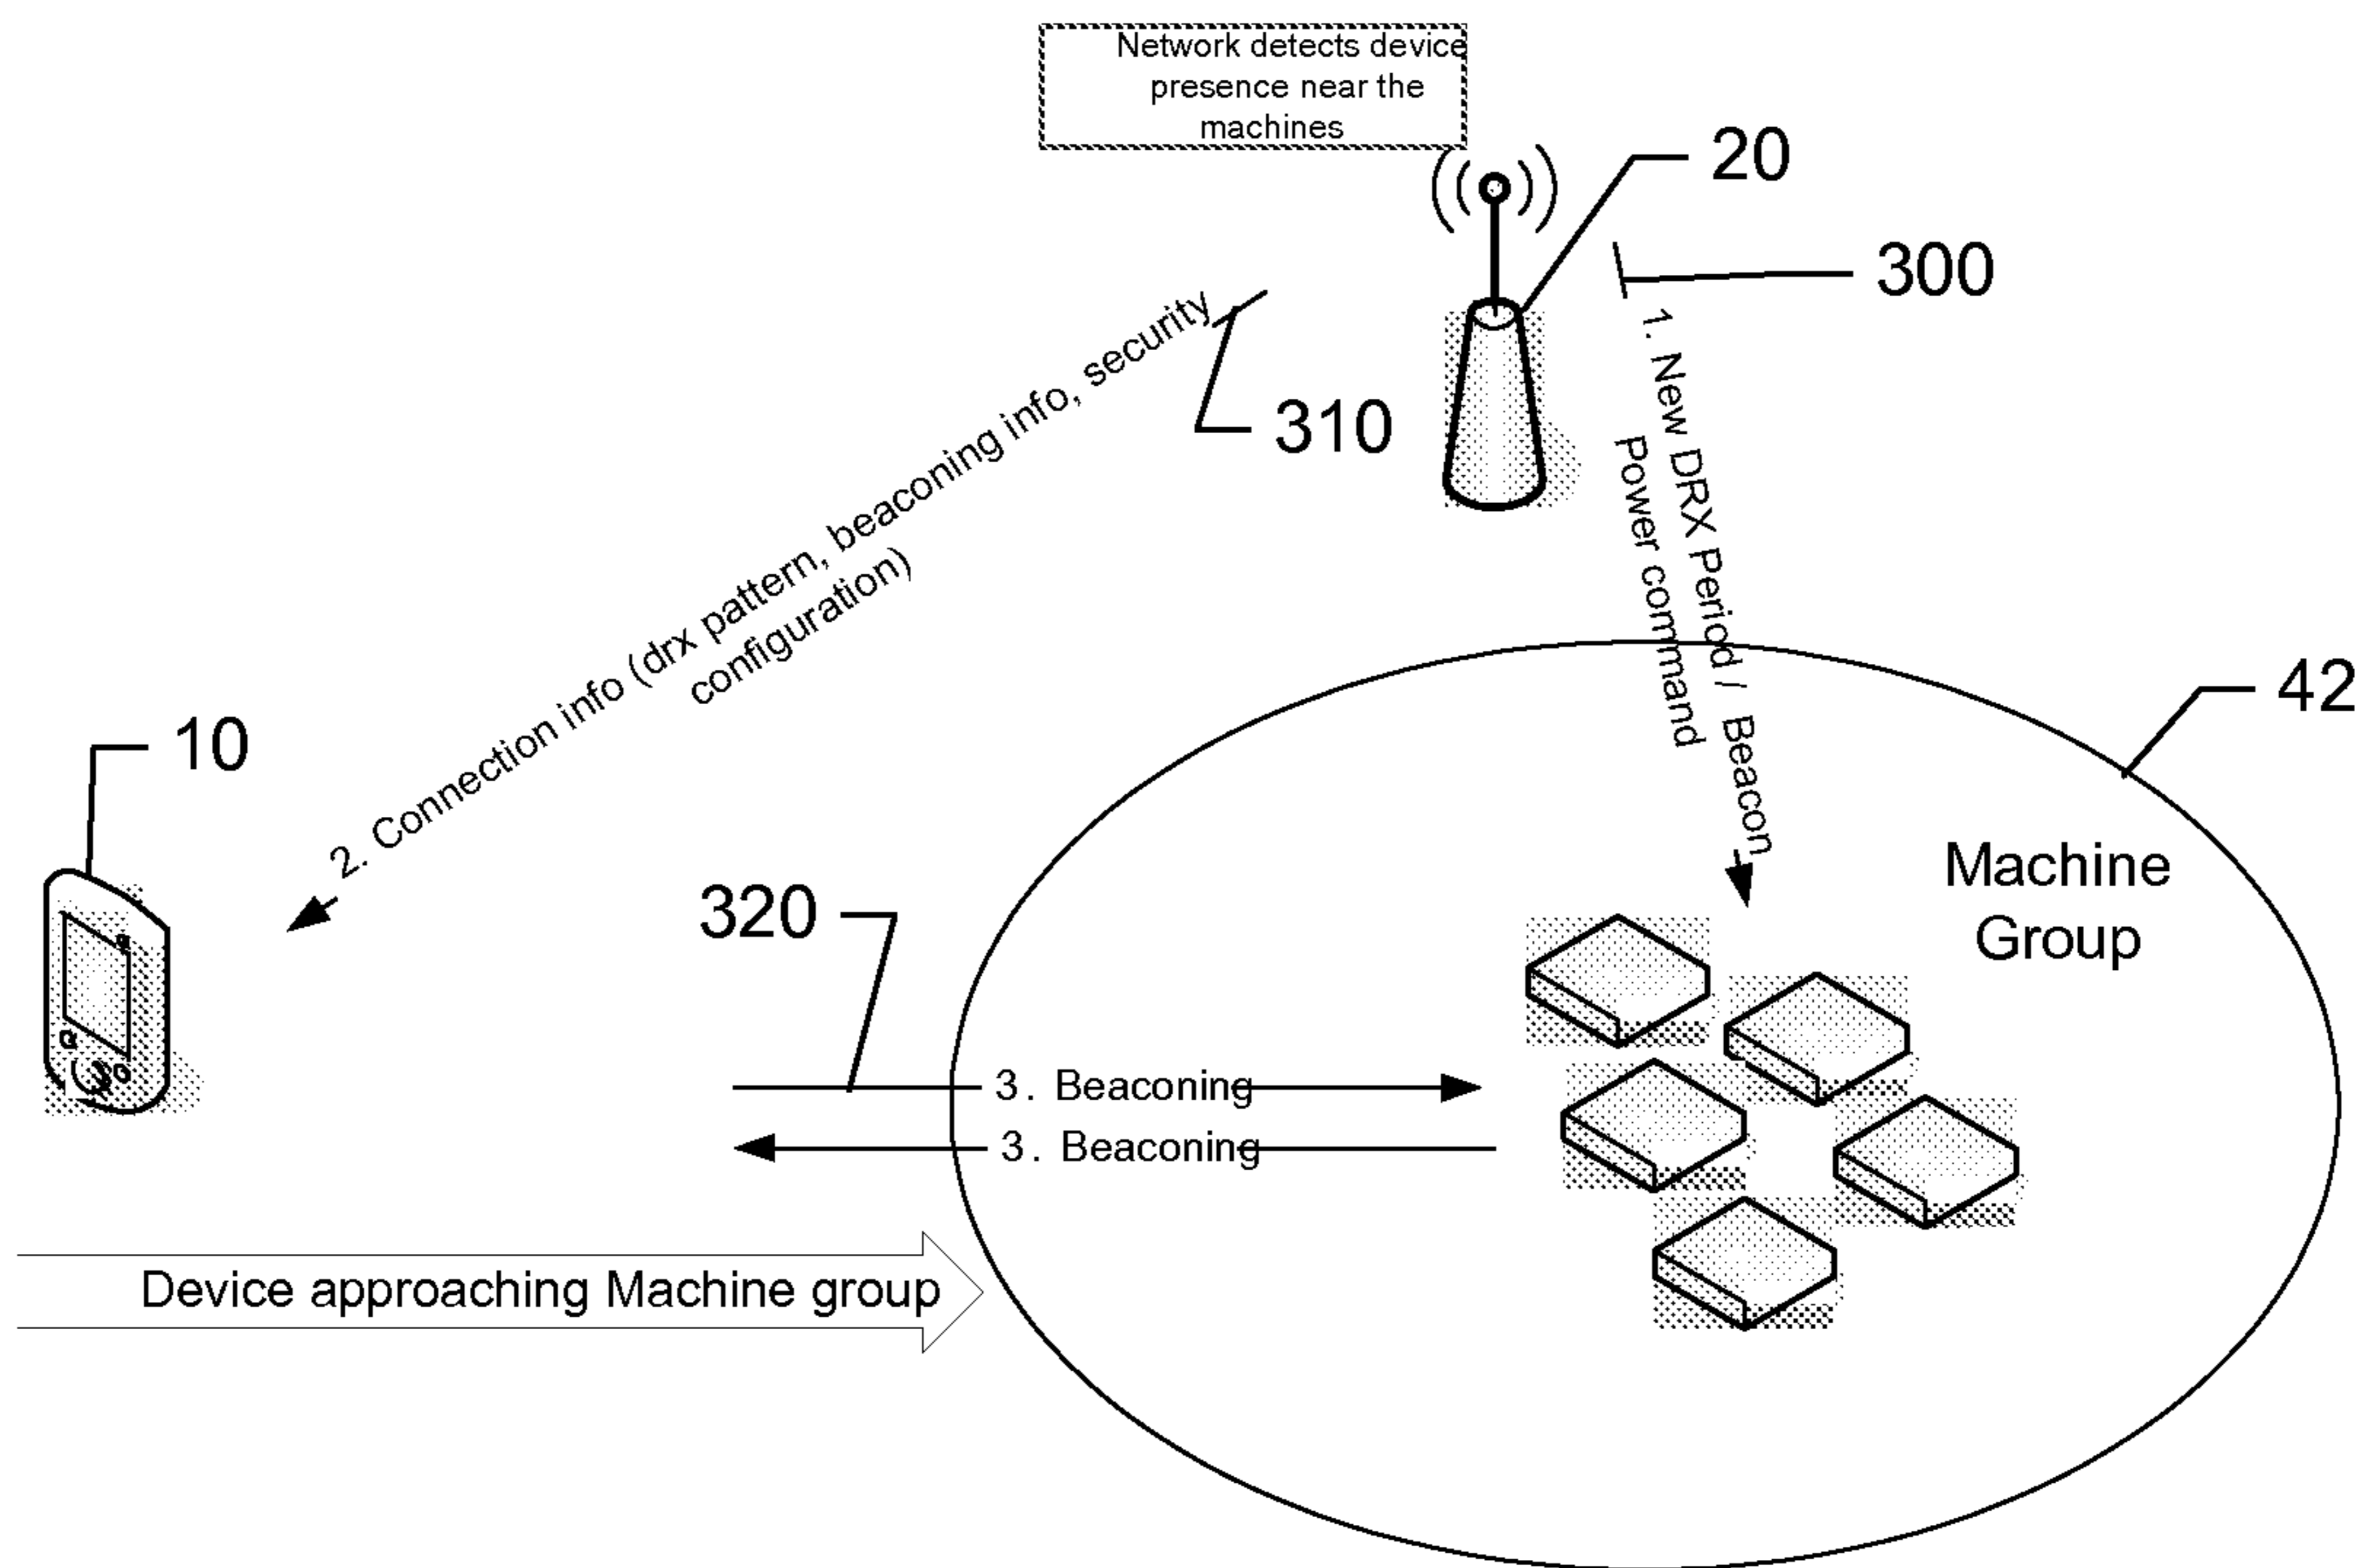 Network detects device
presence near the
machines
20
300
310
1. New DRX Period / Beacon
Power command
2. Connection info (drx pattern, beaconing info, security
configuration)
42
10
Machine
Group
320
3. Beaconing
3. Beaconing
Device approaching Machine group